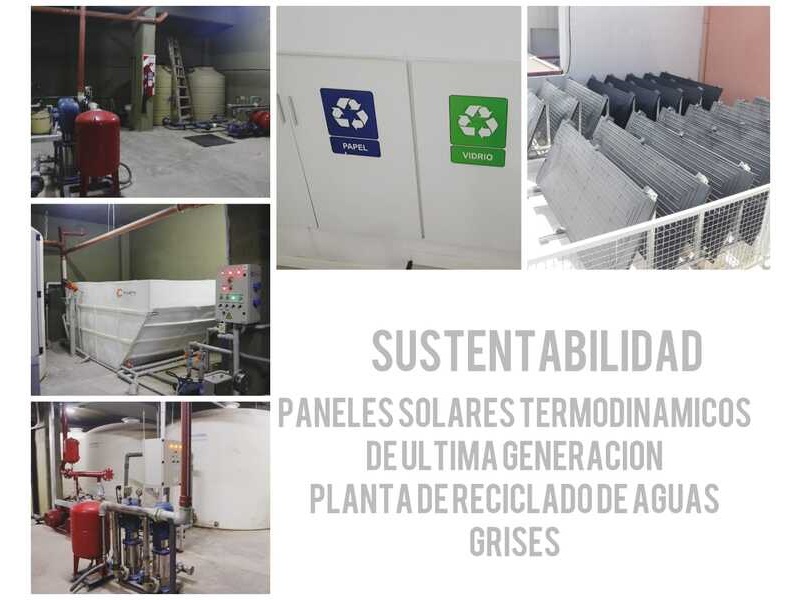 PAPEL
VIDRIO
SUSTENTABILIDAD
PANELES SOLARES TERMODINAMICOS
DE ULTIMA GENERACION
PLANTA DE RECICLADO DE AGUAS
GRISES